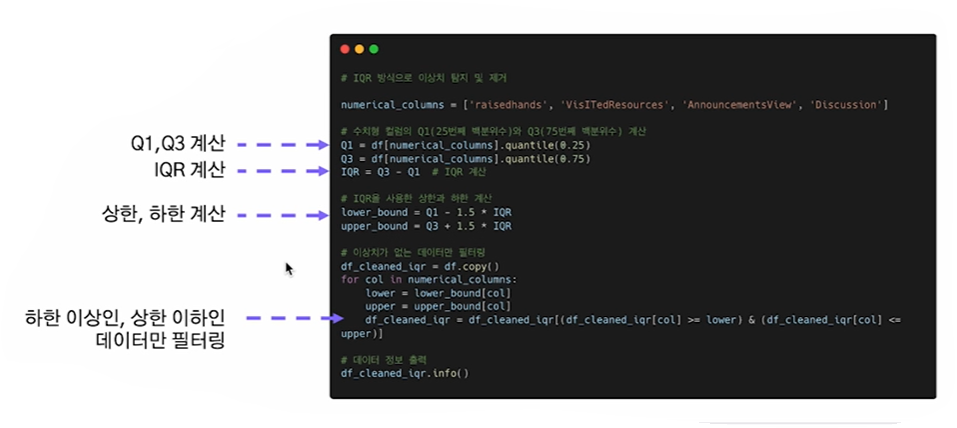 # IQR 방식으로 이상치 탐지 및 제거
numerical_columns = ['raisedhands', 'VisITedResources', 'AnnouncementsView', 'Discussion']
# 수치형 컬럼의 Q1(25번째 백분위수)와 Q3(75번째 백분위수) 계산
Q1,Q3 계산
Q1 = df[numerical_columns].quantile(0.25)
Q3 = df[numerical_columns].quantile(0.75)
IQR 계산
IQR = Q3 - Q1  # IQR 계산
# IQR을 사용한 상한과 하한 계산
상한, 하한 계산
lower_bound = Q1 - 1.5 * IQR
upper_bound = Q3 + 1.5 * IQR
# 이상치가 없는 데이터만 필터링
df_cleaned_iqr = df.copy()
for col in numerical_columns:
    lower = lower_bound[col]
    upper = upper_bound[col]
하한 이상인, 상한 이하인
데이터만 필터링
    df_cleaned_iqr = df_cleaned_iqr[(df_cleaned_iqr[col] >= lower) & (df_cleaned_iqr[col] <=
upper)]
# 데이터 정보 출력
df_cleaned_iqr.info()